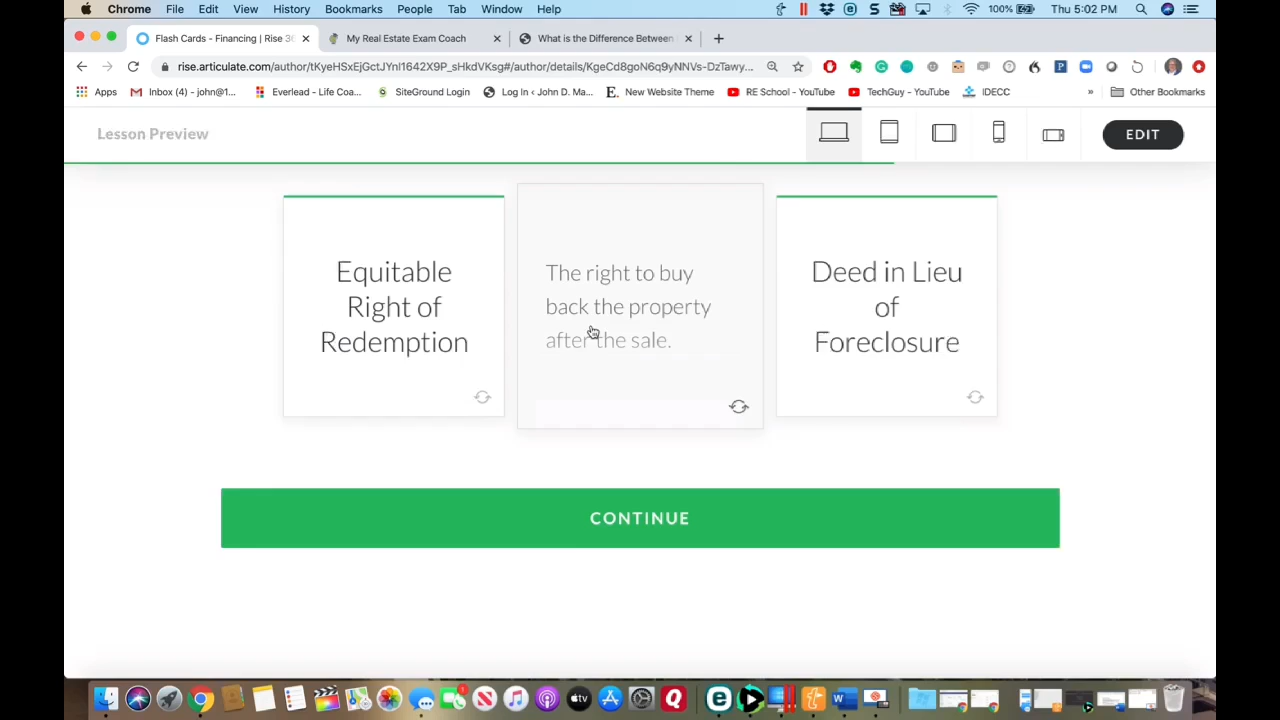 Chrome File Edit View History Bookmarks People Tab Window Help 100% Thu 5:02 PM
Flash Cards - Financing | Rise 36 My Real Estate Exam Coach What is the Difference Between
rise.articulate.com/author/tKyeHSxEjGctJYnl1642X9P_sHkdVKsg#/author/details/KgeCd8goN6q9yNNVs-DzTawy...
Apps Inbox (4) - john@1... Everlead - Life Coa... SiteGround Login Log In ‹ John D. Ma... New Website Theme RE School - YouTube TechGuy - YouTube IDECC » Other Bookmarks
Lesson Preview
EDIT
Equitable
Right of
Redemption
The right to buy
back the property
after the sale.
Deed in Lieu
of
Foreclosure
CONTINUE